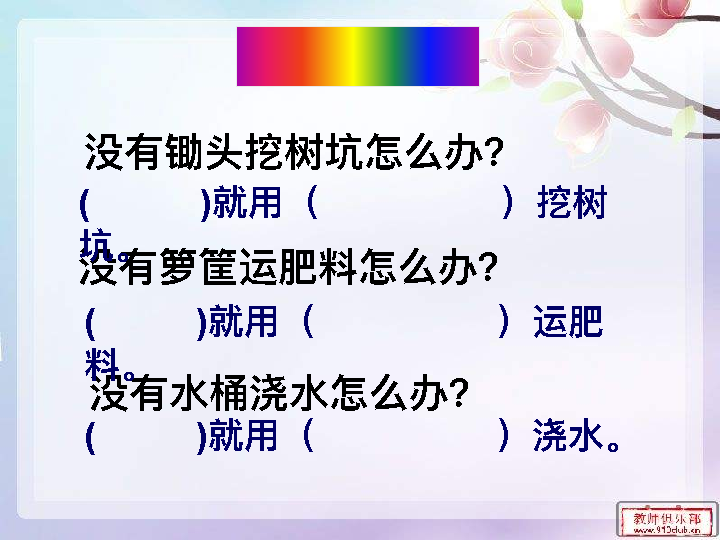 没有锄头挖树坑怎么办?
(          )就用（                ）挖树
坑。
没有箩筐运肥料怎么办?
(         )就用（                ）运肥
料。
没有水桶浇水怎么办?
(         )就用（                ）浇水。
教师俱乐部
www.910club.cn